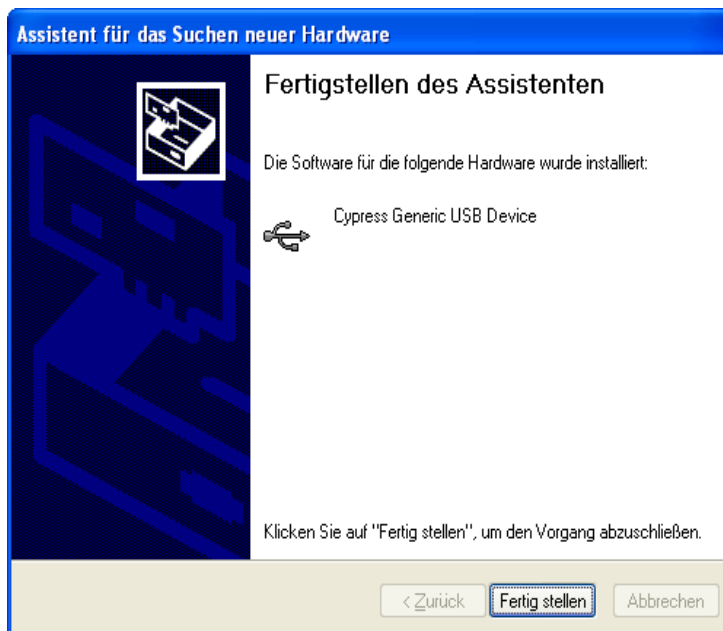 Assistent für das Suchen neuer Hardware
Fertigstellen des Assistenten
Die Software für die folgende Hardware wurde installiert:
Cypress Generic USB Device
Klicken Sie auf "Fertig stellen", um den Vorgang abzuschließen.
< Zurück Fertig stellen Abbrechen